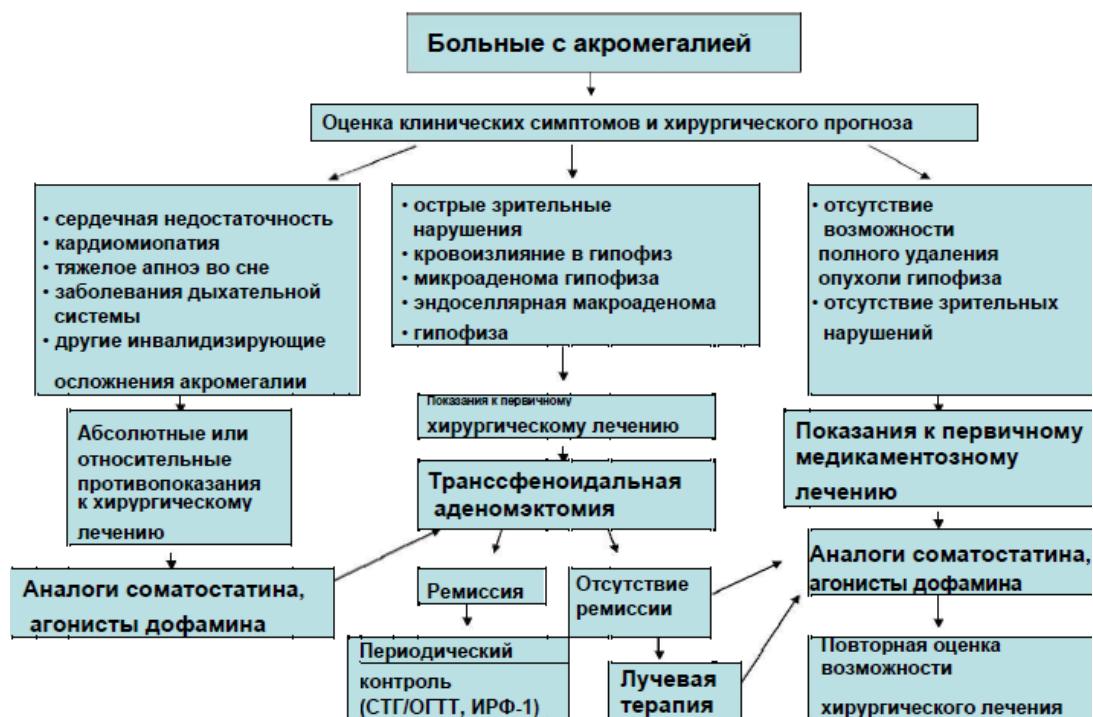 Больные с акромегалией
Оценка клинических симптомов и хирургического прогноза
• сердечная недостаточность
• кардиомиопатия
• тяжелое апноэ во сне
• заболевания дыхательной
системы
• другие инвалидизирующие
осложнения акромегалии
• острые зрительные
нарушения
• кровоизлияние в гипофиз
• микроаденома гипофиза
• эндоселлярная макроаденома
• гипофиза
• отсутствие
возможности
полного удаления
опухоли гипофиза
• отсутствие зрительных
нарушений
Абсолютные или
относительные
противопоказания
к хирургическому
лечению
Показания к первичному
хирургическому лечению
Показания к первичному
медикаментозному
лечению
Транссфеноидальная
аденомэктомия
Аналоги соматостатина,
агонисты дофамина
Ремиссия
Отсутствие
ремиссии
Аналоги соматостатина,
агонисты дофамина
Периодический
контроль
(СТГ/ОГТТ, ИРФ-1)
Лучевая
терапия
Повторная оценка
возможности
хирургического лечения